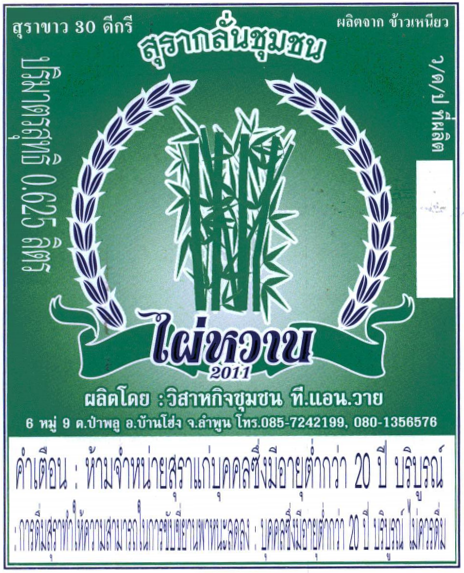 สุราขาว 30 ดีกรี
สุรากลั่นชุมชน
ผลิตจาก ข้าวเหนียว
ว/ด/ป ที่ผลิต
ปริมาตรสุทธิ 0.625 ลิตร
ไผ่หวาน
2011
ผลิตโดย : วิสาหกิจชุมชน ที.แอน.วาย
6 หมู่ 9 ต.ป่าพลู อ.บ้านโฮ่ง จ.ลำพูน โทร.085-7242199, 080-1356576
คำเตือน : ห้ามจำหน่ายสุราแก่บุคคลซึ่งมีอายุต่ำกว่า 20 ปี บริบูรณ์
: การดื่มสุราทำให้ความสามารถในการขับขี่ยานพาหนะลดลง : บุคคลซึ่งมีอายุต่ำกว่า 20 ปี บริบูรณ์ ไม่ควรดื่ม